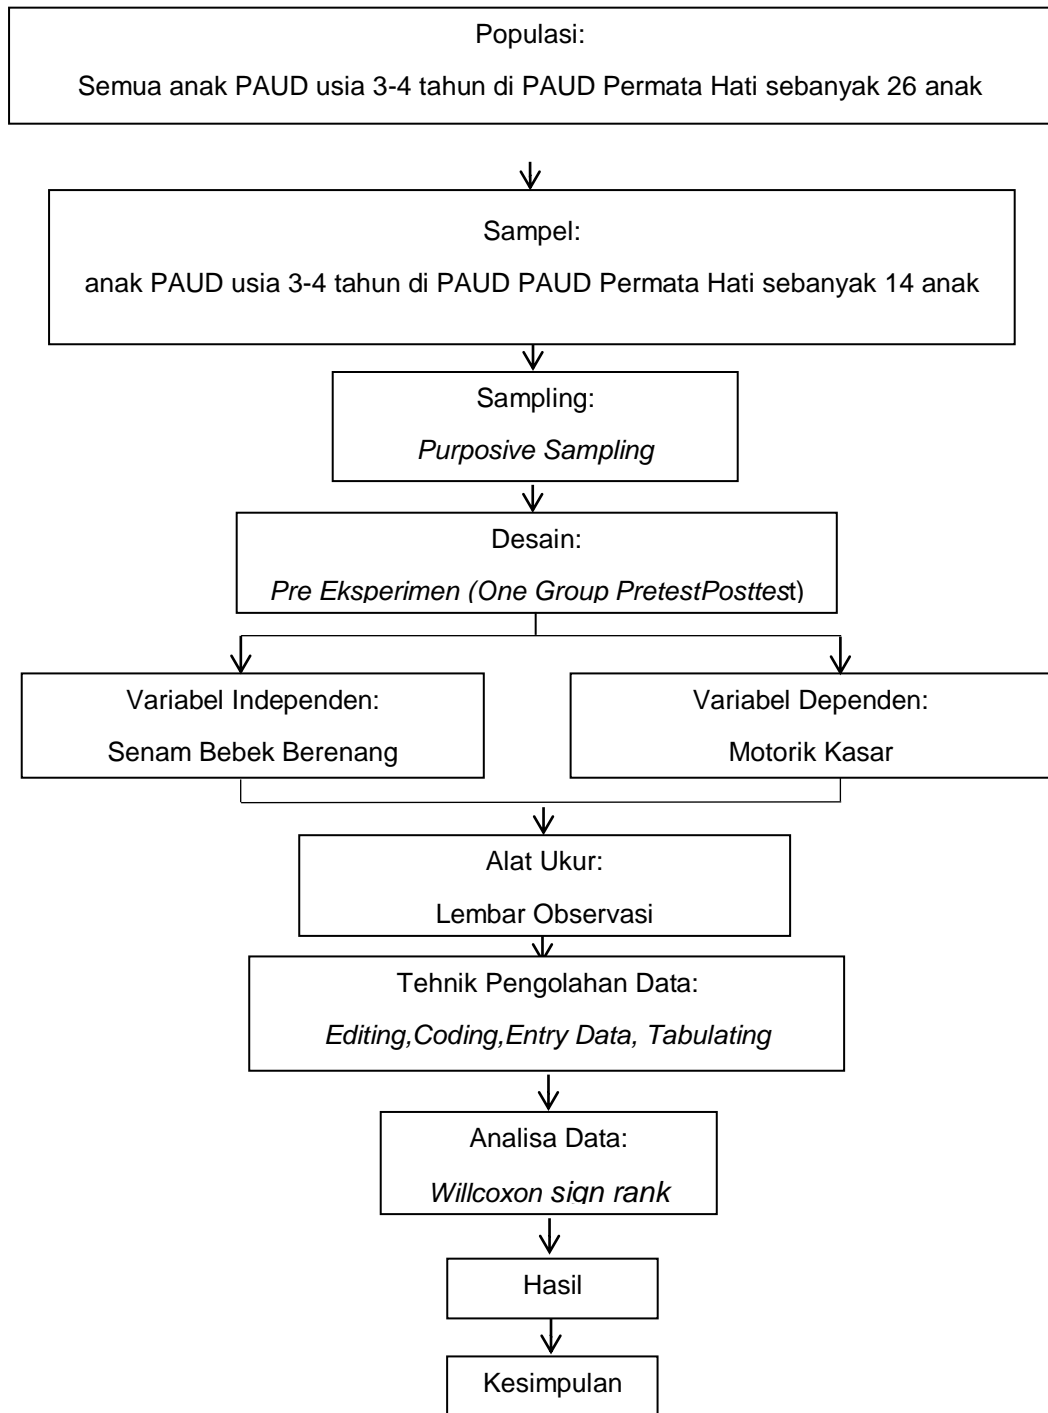 Populasi:
Semua anak PAUD usia 3-4 tahun di PAUD Permata Hati sebanyak 26 anak
Sampel:
anak PAUD usia 3-4 tahun di PAUD PAUD Permata Hati sebanyak 14 anak
Sampling:
Purposive Sampling
Desain:
Pre Eksperimen (One Group PretestPosttest)
Variabel Independen:
Senam Bebek Berenang
Variabel Dependen:
Motorik Kasar
Alat Ukur:
Lembar Observasi
Tehnik Pengolahan Data:
Editing,Coding,Entry Data, Tabulating
Analisa Data:
Willcoxon sign rank
Hasil
Kesimpulan